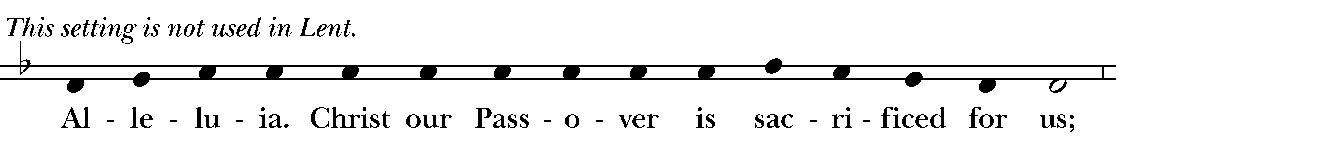 This setting is not used in Lent.
Al - le - lu - ia. Christ our Pass - o - ver is sac - ri - ficed for us;